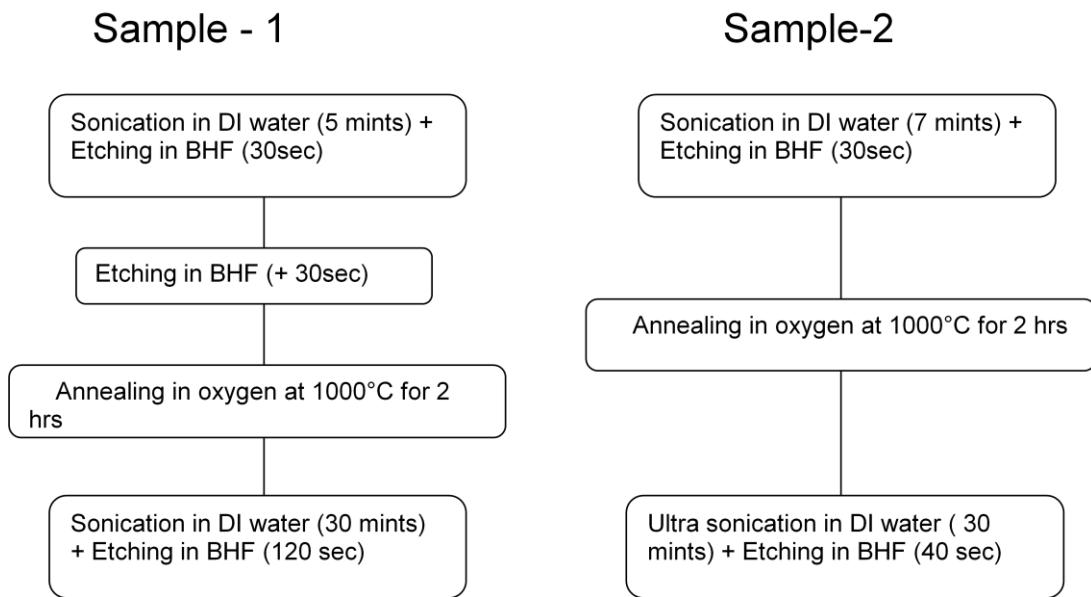 Sample - 1
Sonication in DI water (5 mints) +
Etching in BHF (30sec)
Etching in BHF (+ 30sec)
Annealing in oxygen at 1000°C for 2
hrs
Sonication in DI water (30 mints)
+ Etching in BHF (120 sec)
Sample-2
Sonication in DI water (7 mints) +
Etching in BHF (30sec)
Annealing in oxygen at 1000°C for 2 hrs
Ultra sonication in DI water ( 30
mints) + Etching in BHF (40 sec)